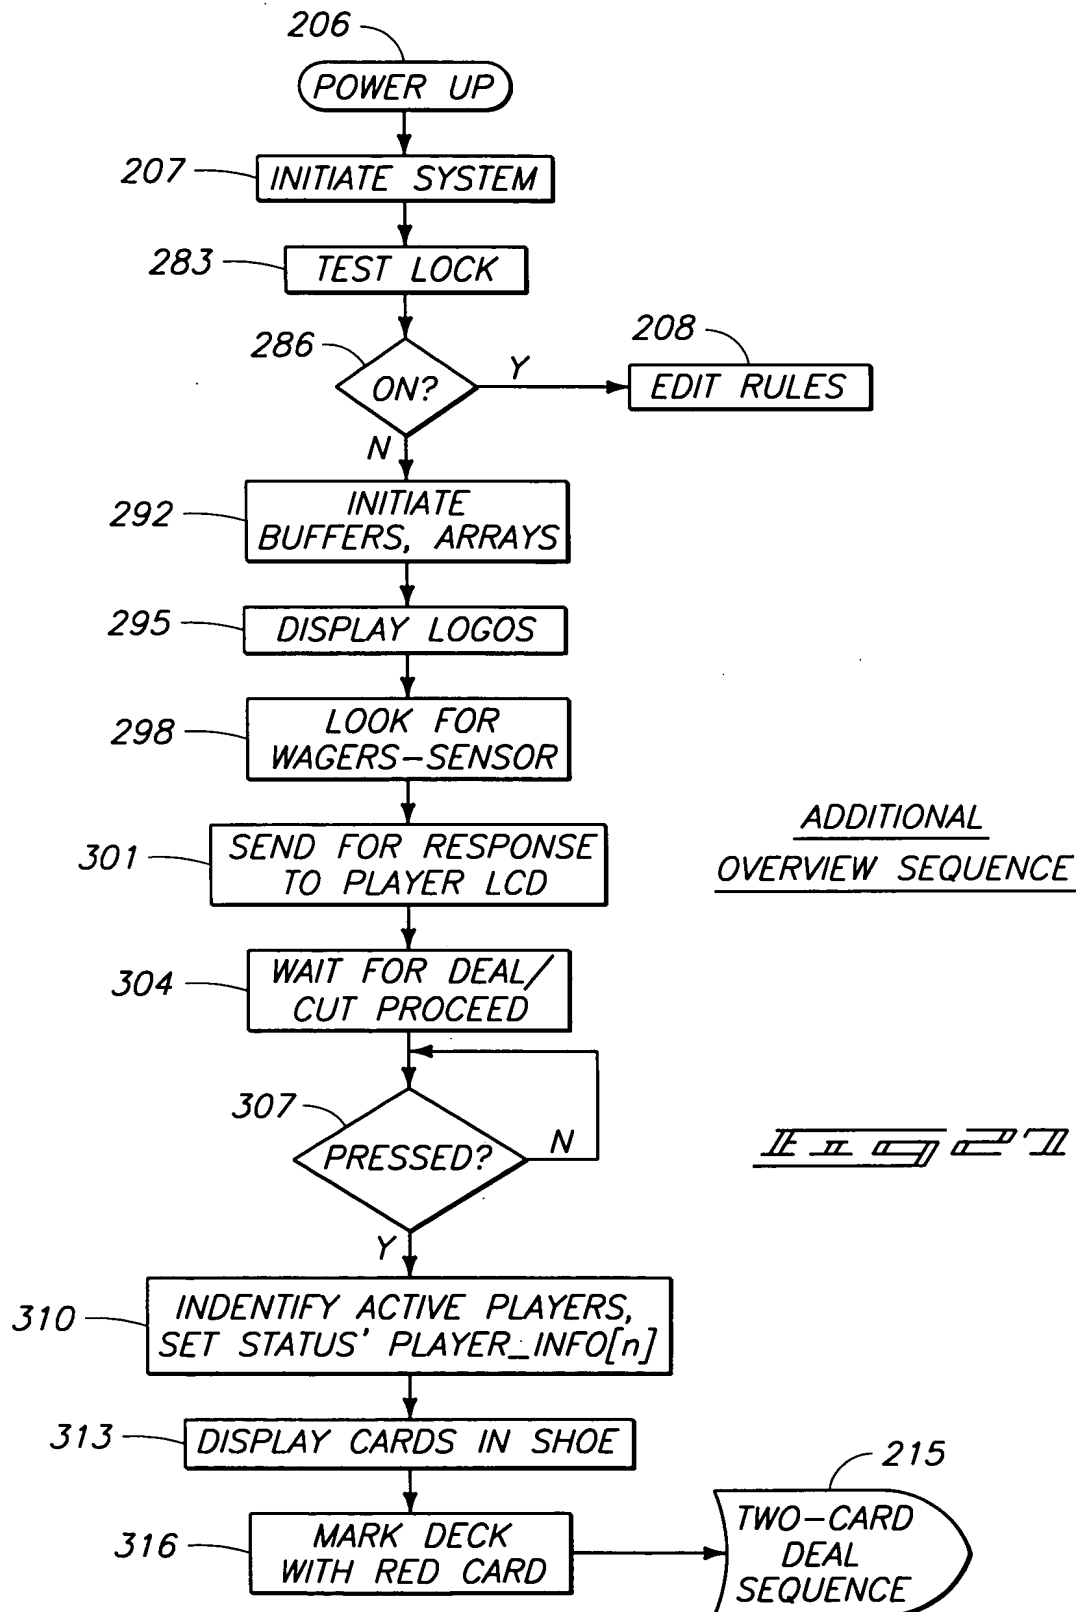 206
POWER UP
207
INITIATE SYSTEM
283
TEST LOCK
286
ON?
Y
208
EDIT RULES
N
292
INITIATE
BUFFERS, ARRAYS
295
DISPLAY LOGOS
298
LOOK FOR
WAGERS-SENSOR
301
SEND FOR RESPONSE
TO PLAYER LCD
ADDITIONAL
OVERVIEW SEQUENCE
304
WAIT FOR DEAL/
CUT PROCEED
307
PRESSED?
N
Fig 27
Y
310
INDENTIFY ACTIVE PLAYERS,
SET STATUS' PLAYER_INFO[n]
313
DISPLAY CARDS IN SHOE
316
MARK DECK
WITH RED CARD
215
TWO-CARD
DEAL
SEQUENCE